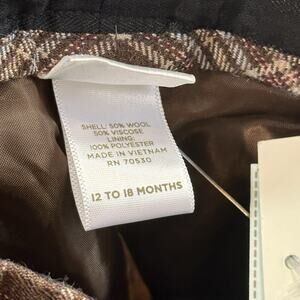 SHELL: 50% WOOL
50% VISCOSE
LINING:
100% POLYESTER
MADE IN VIETNAM
RN 70530
12 TO 18 MONTHS